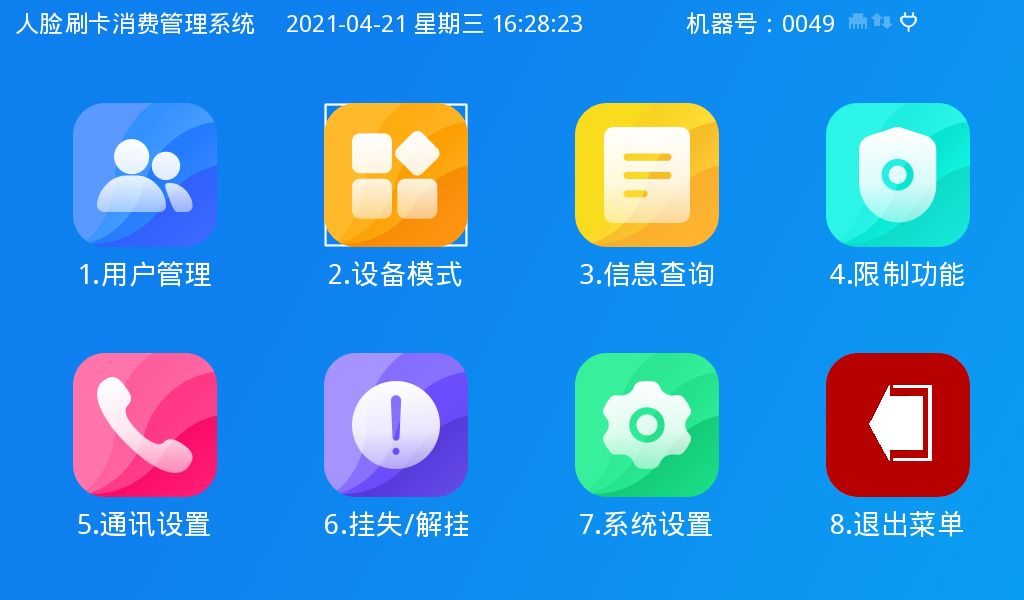 人脸刷卡消费管理系统 2021-04-21 星期三 16:28:23 机器号：0049
1.用户管理 2.设备模式 3.信息查询 4.限制功能
5.通讯设置 6.挂失/解挂 7.系统设置 8.退出菜单